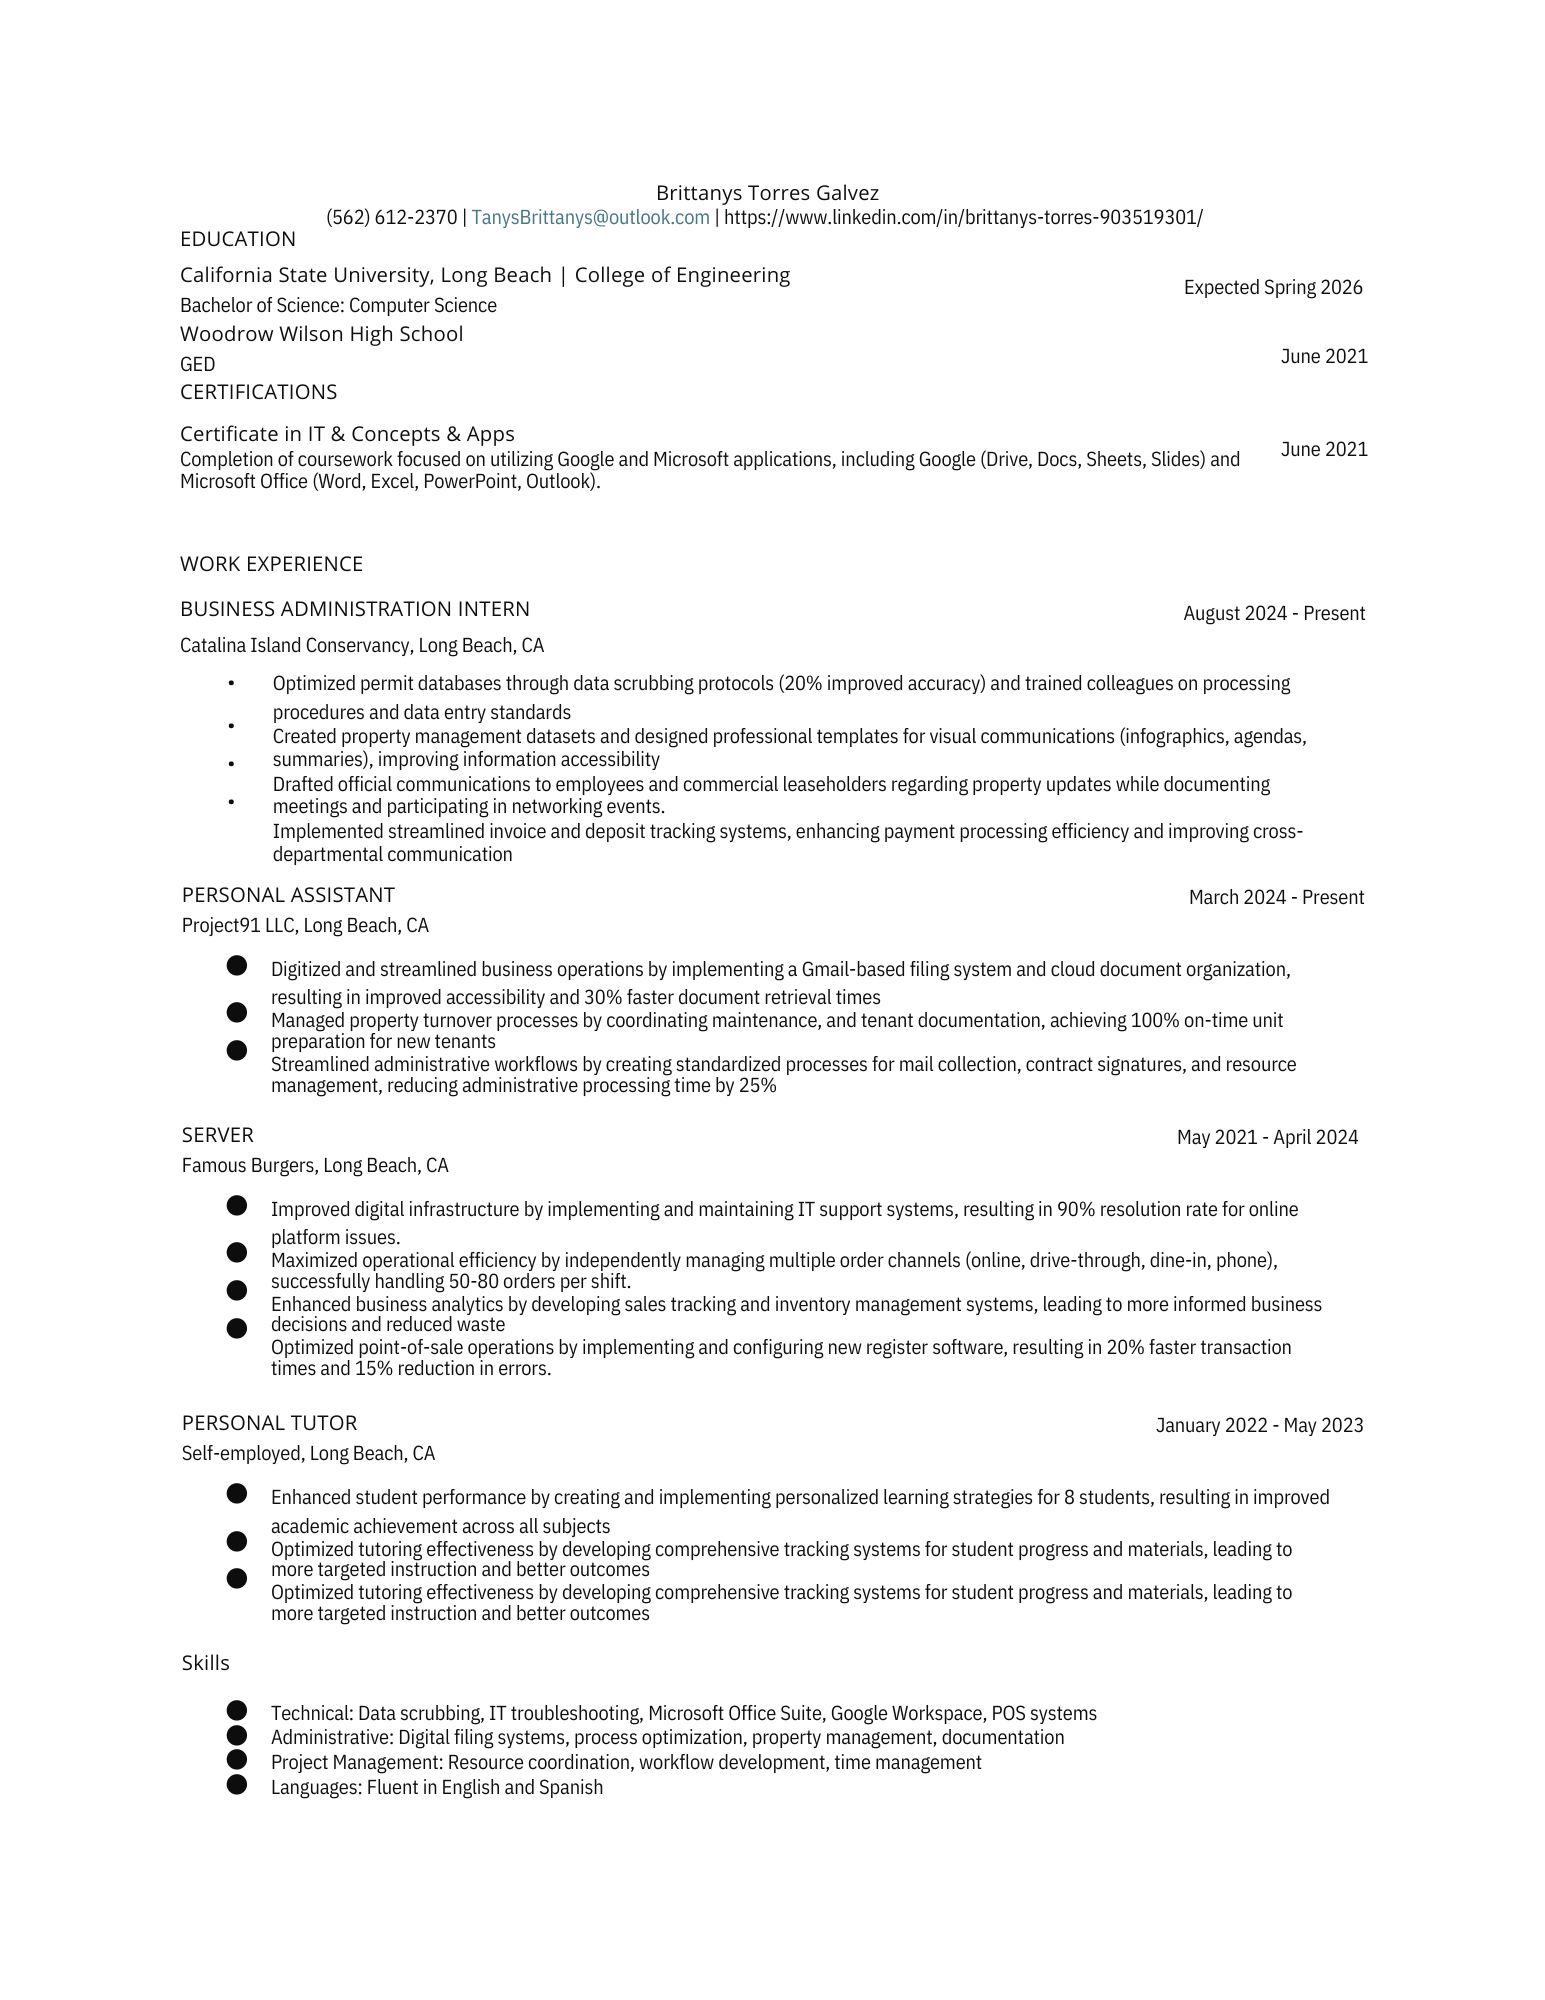 Brittanys Torres Galvez
(562) 612-2370 | TanysBrittanys@outlook.com | https://www.linkedin.com/in/brittanys-torres-903519301/
EDUCATION
California State University, Long Beach | College of Engineering
Expected Spring 2026
Bachelor of Science: Computer Science
Woodrow Wilson High School
June 2021
GED
CERTIFICATIONS
Certificate in IT & Concepts & Apps
June 2021
Completion of coursework focused on utilizing Google and Microsoft applications, including Google (Drive, Docs, Sheets, Slides) and
Microsoft Office (Word, Excel, PowerPoint, Outlook).
WORK EXPERIENCE
BUSINESS ADMINISTRATION INTERN
August 2024 - Present
Catalina Island Conservancy, Long Beach, CA
• Optimized permit databases through data scrubbing protocols (20% improved accuracy) and trained colleagues on processing
procedures and data entry standards
• Created property management datasets and designed professional templates for visual communications (infographics, agendas,
summaries), improving information accessibility
• Drafted official communications to employees and commercial leaseholders regarding property updates while documenting
meetings and participating in networking events.
• Implemented streamlined invoice and deposit tracking systems, enhancing payment processing efficiency and improving cross-
departmental communication
PERSONAL ASSISTANT
March 2024 - Present
Project91 LLC, Long Beach, CA
● Digitized and streamlined business operations by implementing a Gmail-based filing system and cloud document organization,
resulting in improved accessibility and 30% faster document retrieval times
● Managed property turnover processes by coordinating maintenance, and tenant documentation, achieving 100% on-time unit
preparation for new tenants
● Streamlined administrative workflows by creating standardized processes for mail collection, contract signatures, and resource
management, reducing administrative processing time by 25%
SERVER
May 2021 - April 2024
Famous Burgers, Long Beach, CA
● Improved digital infrastructure by implementing and maintaining IT support systems, resulting in 90% resolution rate for online
platform issues.
● Maximized operational efficiency by independently managing multiple order channels (online, drive-through, dine-in, phone),
successfully handling 50-80 orders per shift.
● Enhanced business analytics by developing sales tracking and inventory management systems, leading to more informed business
decisions and reduced waste
● Optimized point-of-sale operations by implementing and configuring new register software, resulting in 20% faster transaction
times and 15% reduction in errors.
PERSONAL TUTOR
January 2022 - May 2023
Self-employed, Long Beach, CA
● Enhanced student performance by creating and implementing personalized learning strategies for 8 students, resulting in improved
academic achievement across all subjects
● Optimized tutoring effectiveness by developing comprehensive tracking systems for student progress and materials, leading to
more targeted instruction and better outcomes
● Optimized tutoring effectiveness by developing comprehensive tracking systems for student progress and materials, leading to
more targeted instruction and better outcomes
Skills
● Technical: Data scrubbing, IT troubleshooting, Microsoft Office Suite, Google Workspace, POS systems
● Administrative: Digital filing systems, process optimization, property management, documentation
● Project Management: Resource coordination, workflow development, time management
● Languages: Fluent in English and Spanish